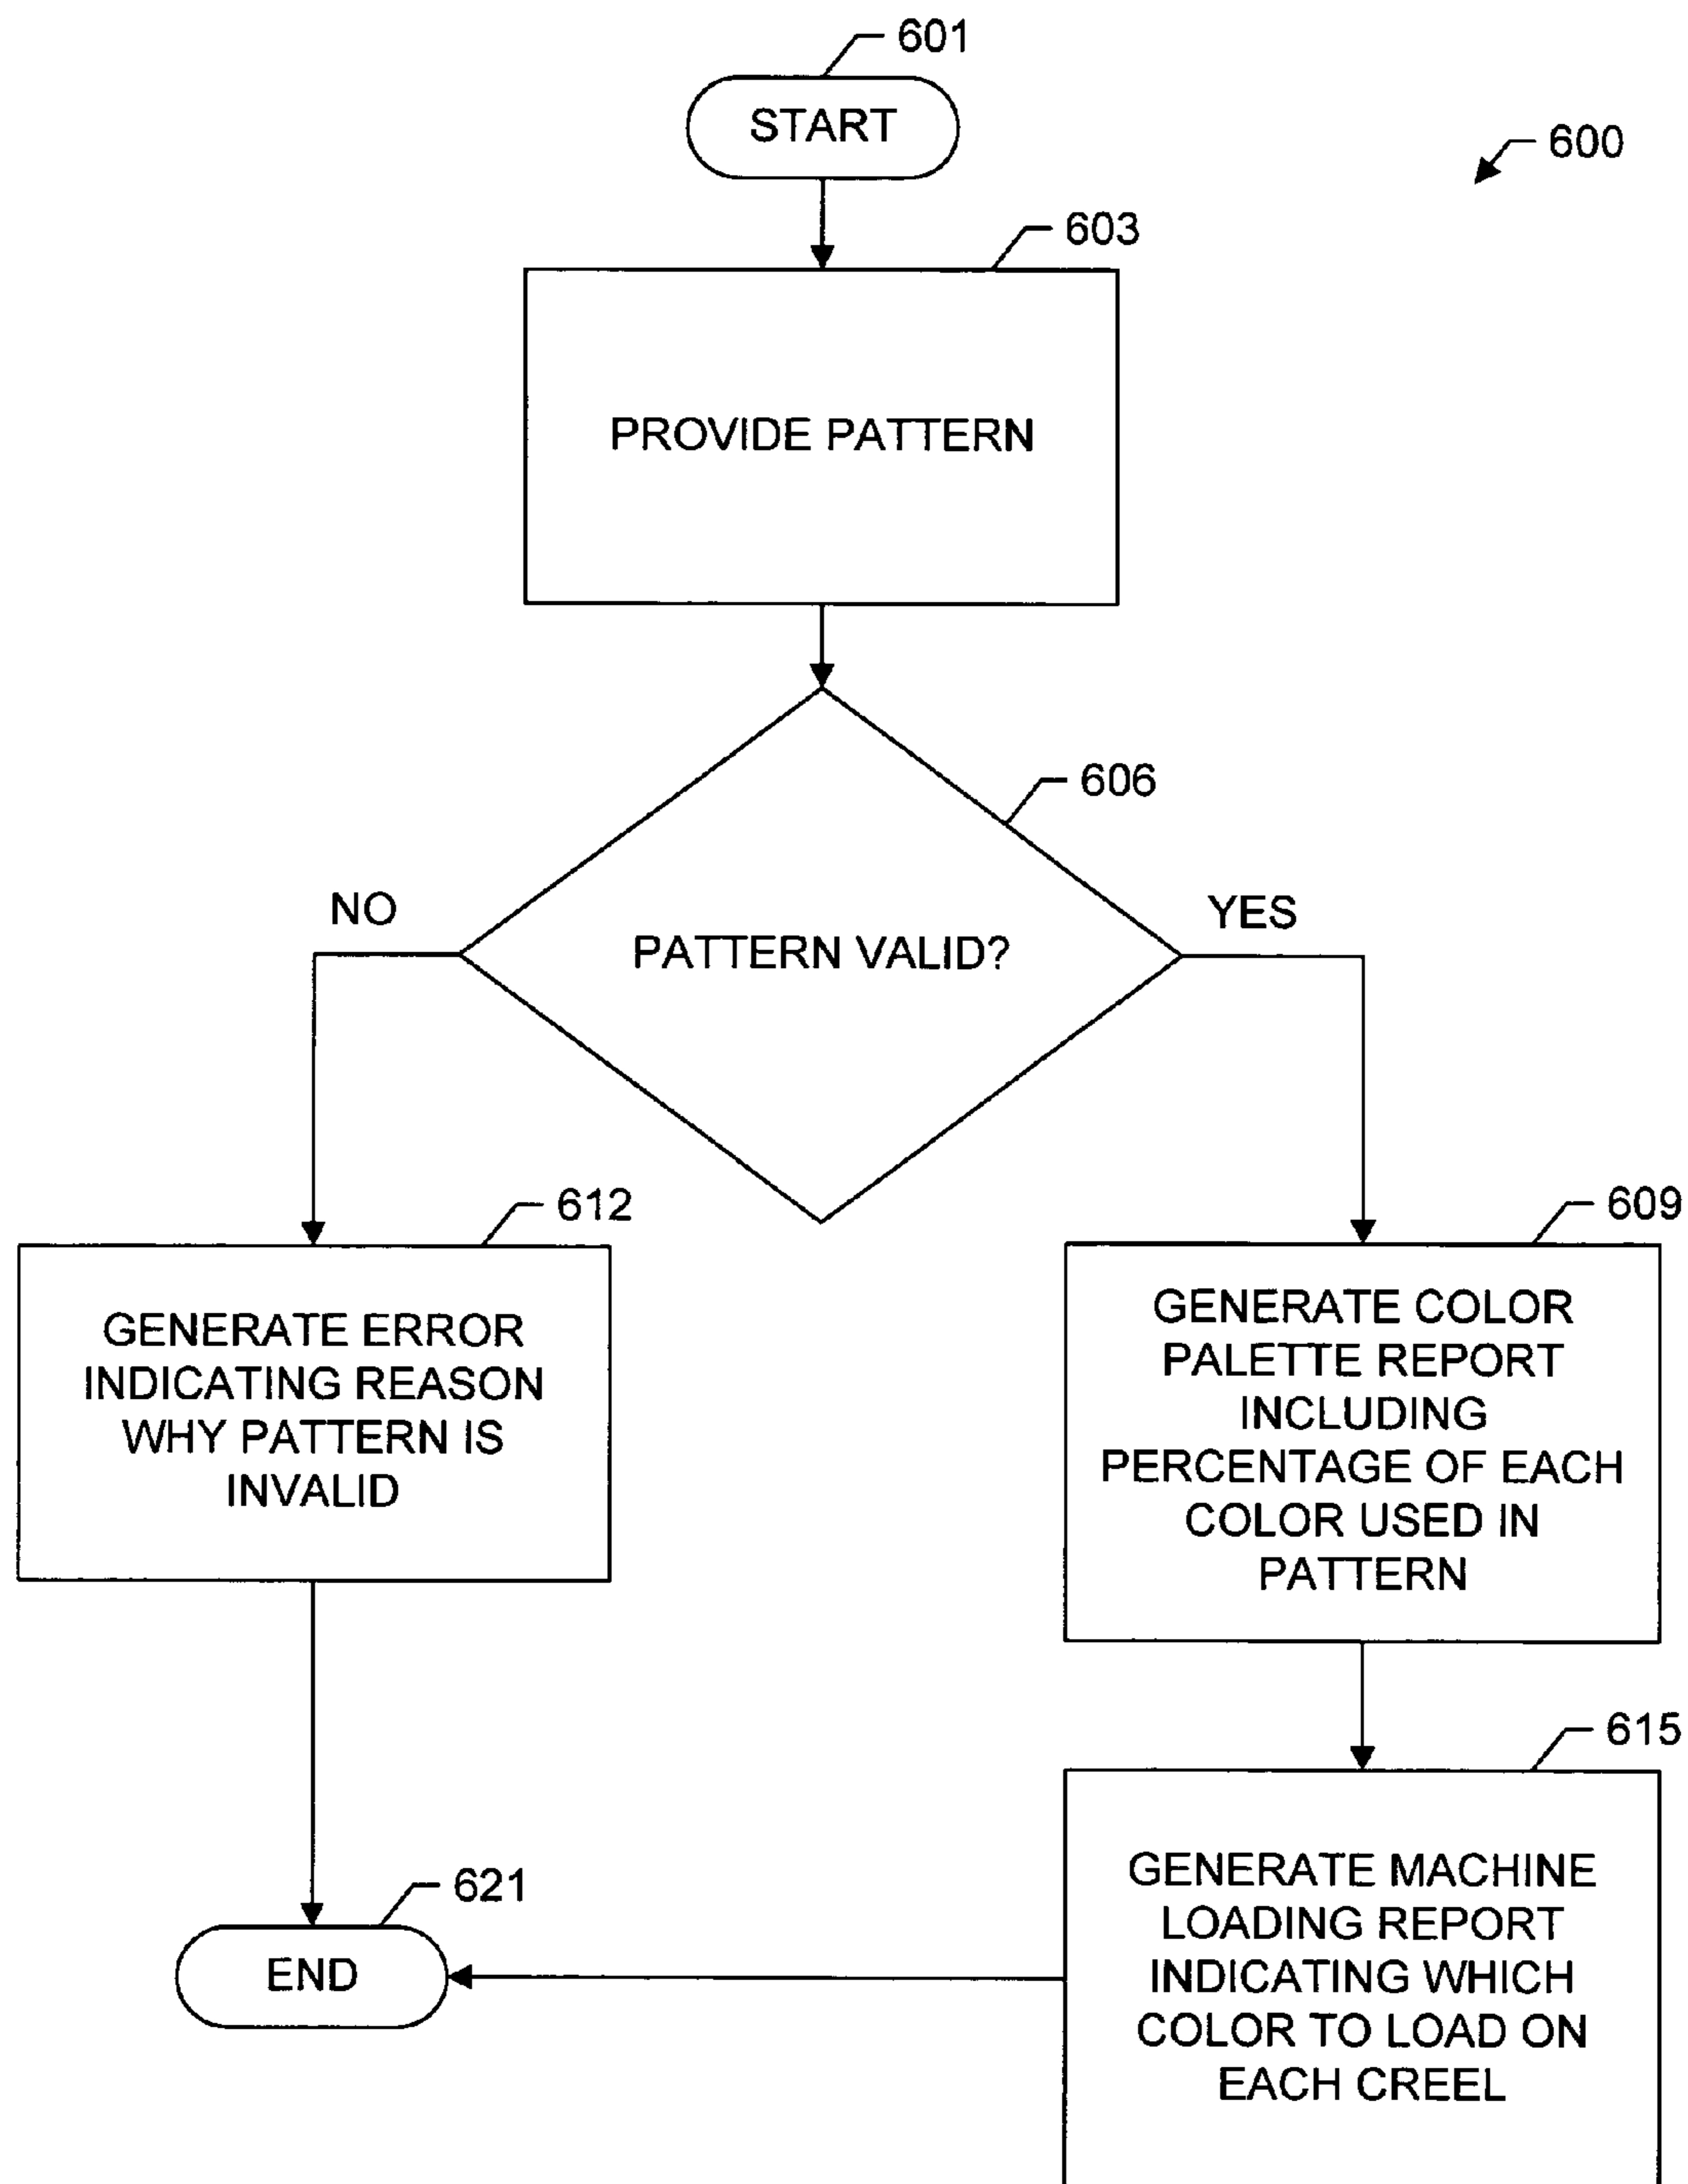 601
START
600
603
PROVIDE PATTERN
606
NO
YES
PATTERN VALID?
612
609
GENERATE ERROR
INDICATING REASON
WHY PATTERN IS
INVALID
GENERATE COLOR
PALETTE REPORT
INCLUDING
PERCENTAGE OF EACH
COLOR USED IN
PATTERN
615
GENERATE MACHINE
LOADING REPORT
INDICATING WHICH
COLOR TO LOAD ON
EACH CREEL
621
END